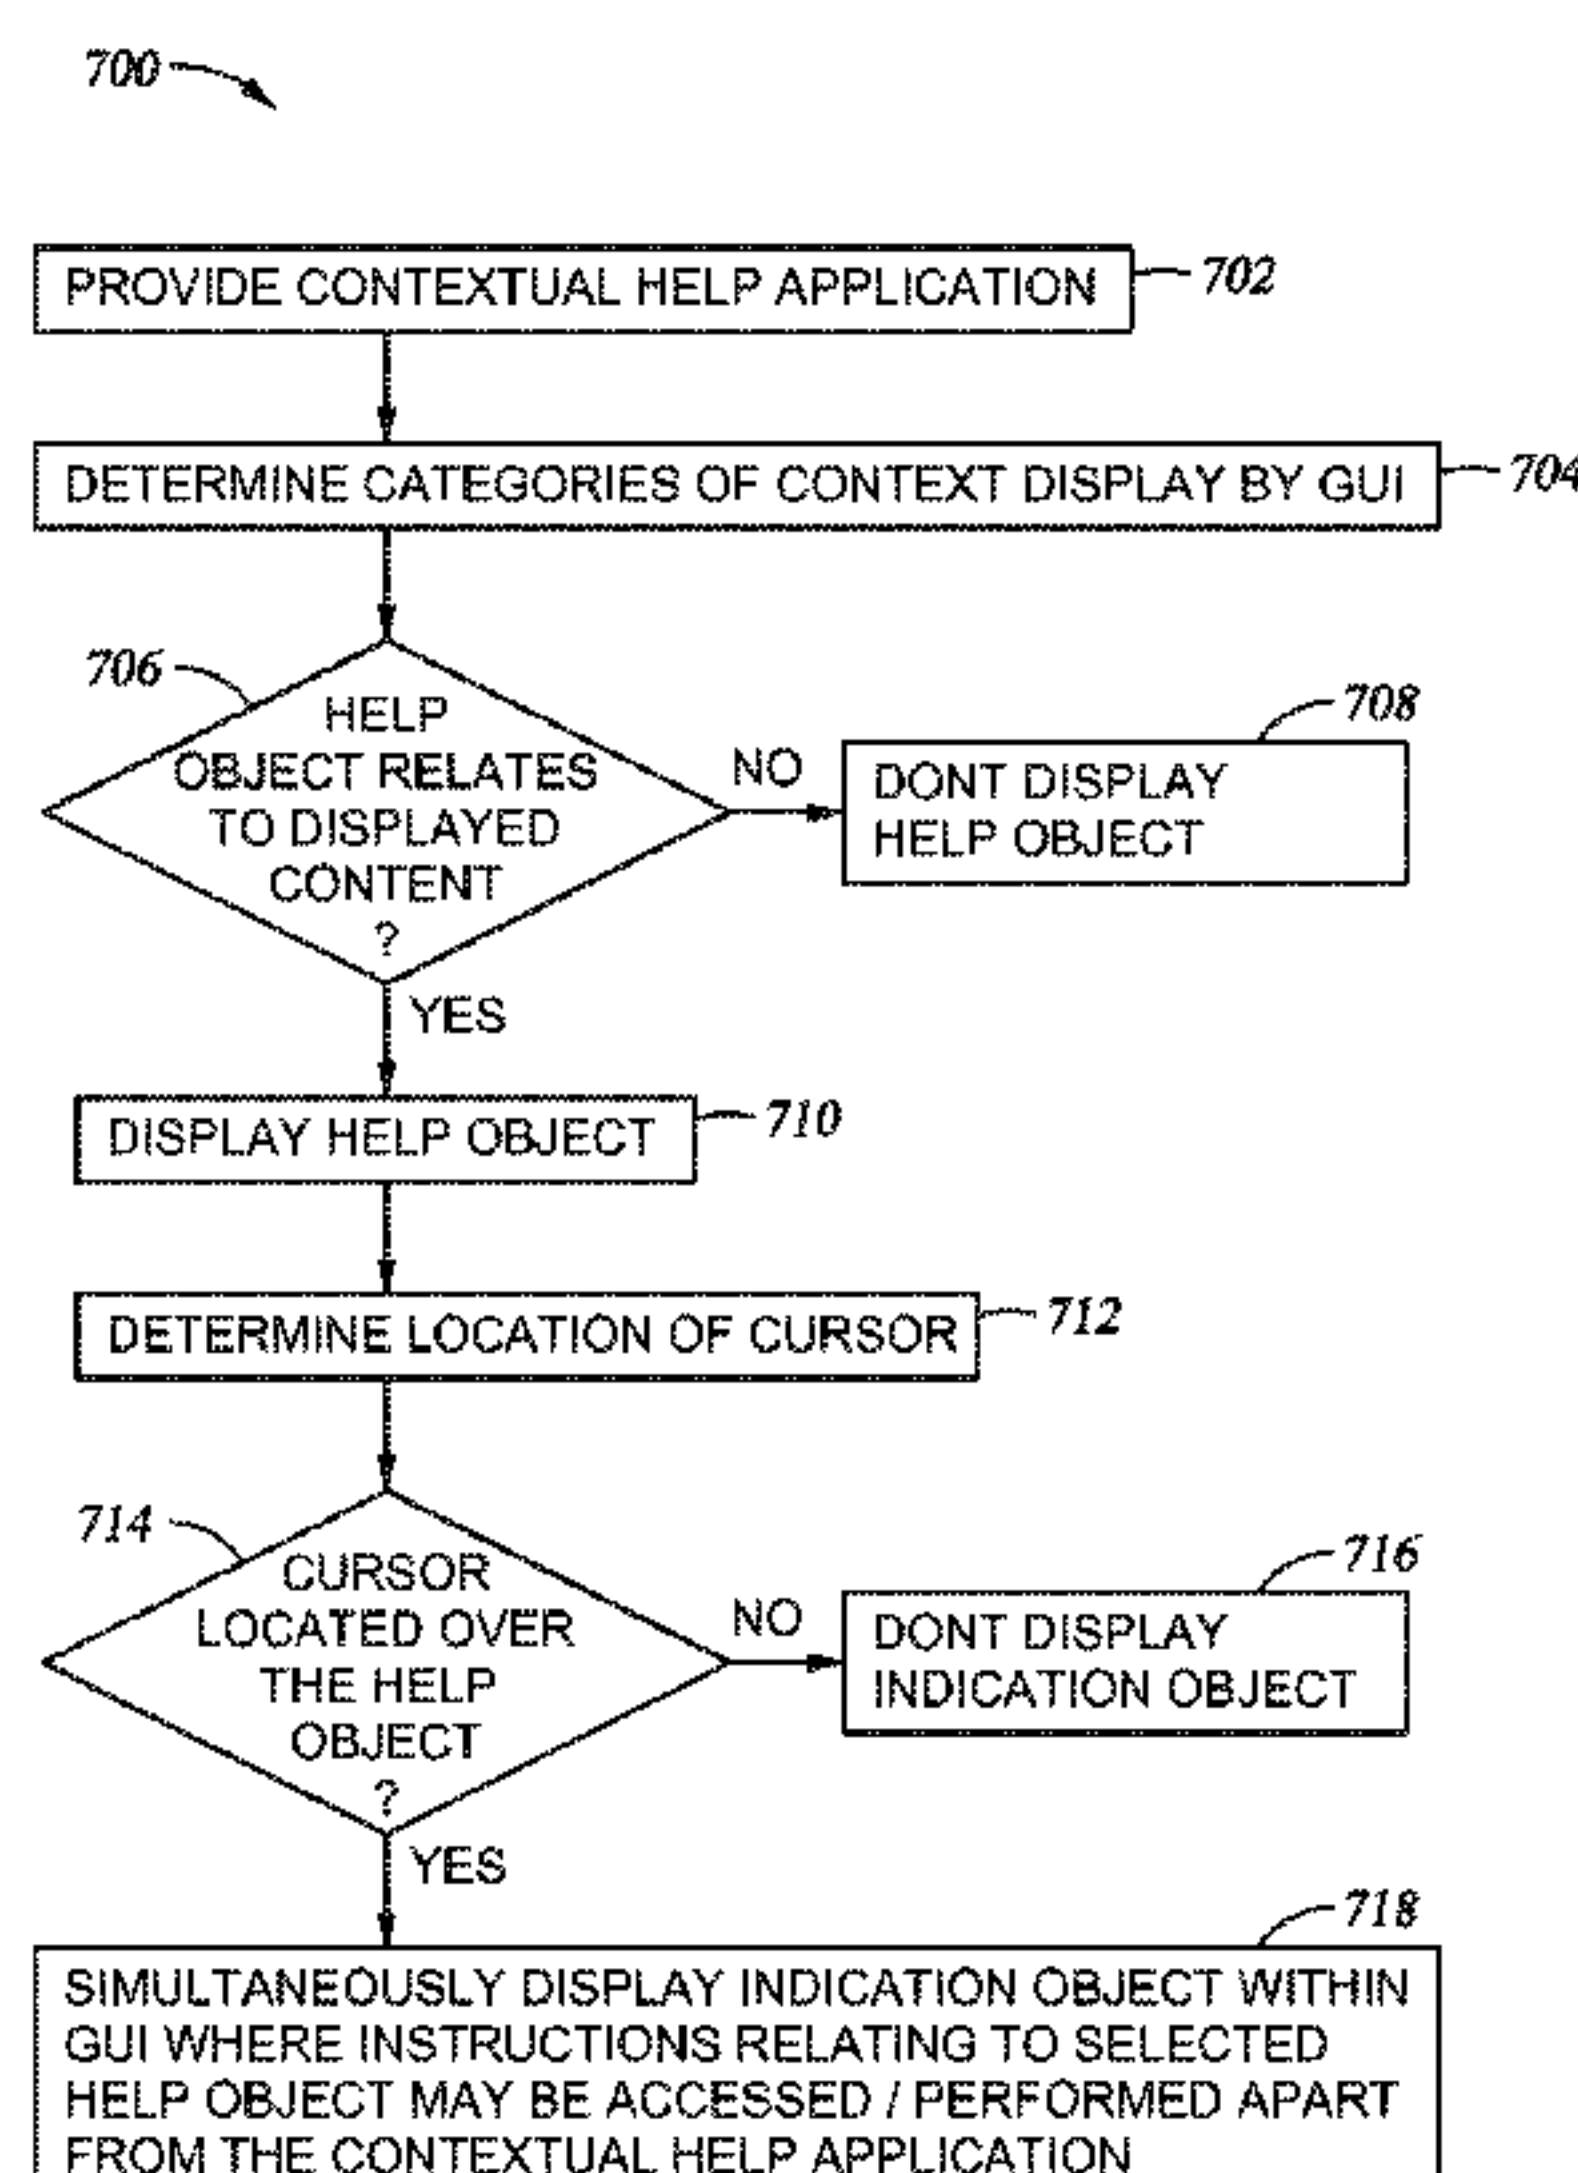 700
PROVIDE CONTEXTUAL HELP APPLICATION
702
DETERMINE CATEGORIES OF CONTEXT DISPLAY BY GUI
704
706
HELP
OBJECT RELATES
TO DISPLAYED
CONTENT
?
NO
708
DONT DISPLAY
HELP OBJECT
YES
DISPLAY HELP OBJECT
710
DETERMINE LOCATION OF CURSOR
712
714
CURSOR
LOCATED OVER
THE HELP
OBJECT
?
NO
716
DONT DISPLAY
INDICATION OBJECT
YES
718
SIMULTANEOUSLY DISPLAY INDICATION OBJECT WITHIN
GUI WHERE INSTRUCTIONS RELATING TO SELECTED
HELP OBJECT MAY BE ACCESSED / PERFORMED APART
FROM THE CONTEXTUAL HELP APPLICATION